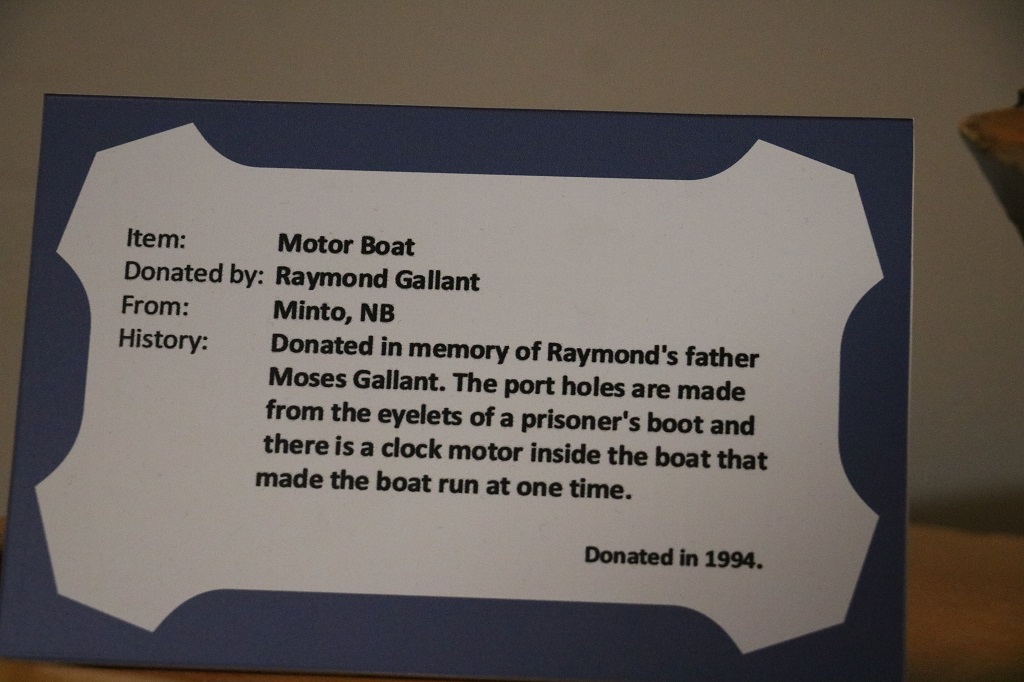 Item: Motor Boat
Donated by: Raymond Gallant
From: Minto, NB
History: Donated in memory of Raymond's father
Moses Gallant. The port holes are made
from the eyelets of a prisoner's boot and
there is a clock motor inside the boat that
made the boat run at one time.
Donated in 1994.